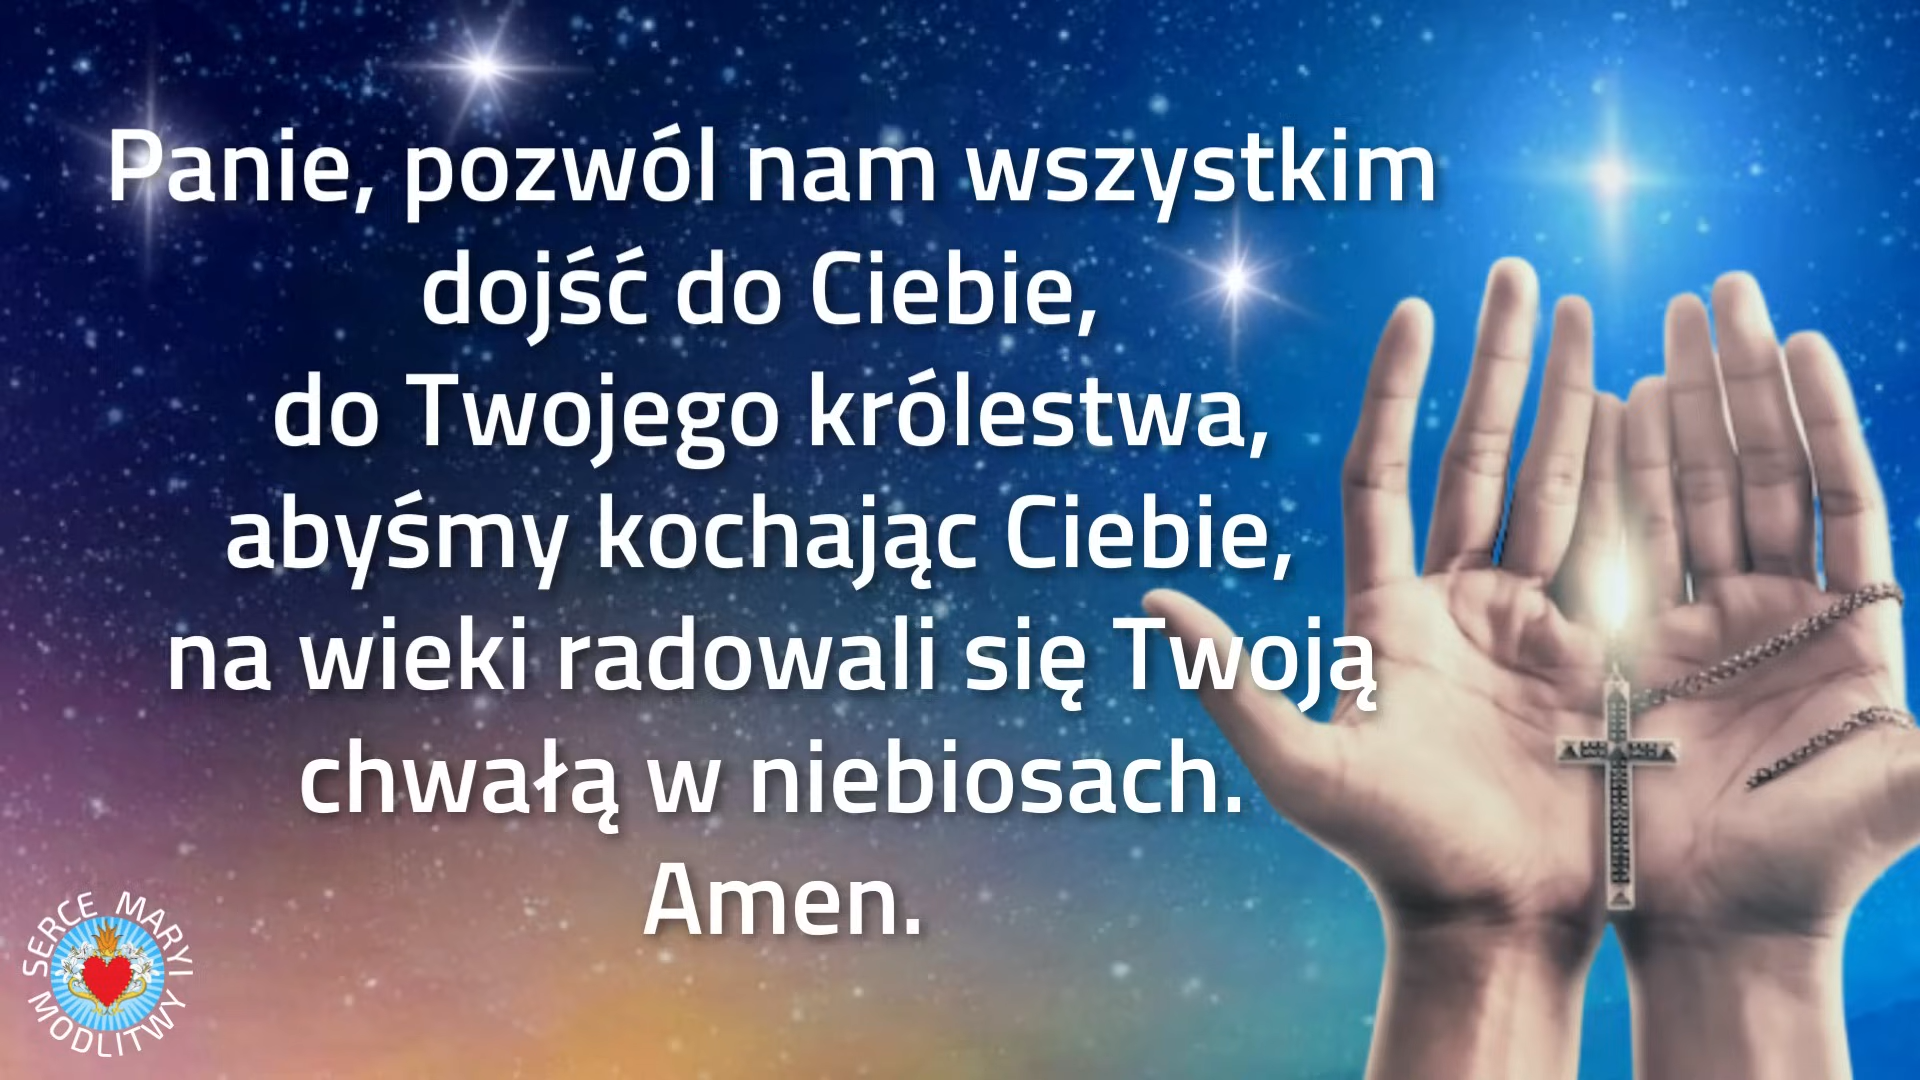 Panie, pozwól nam wszystkim
dojść do Ciebie,
do Twojego królestwa,
abyśmy kochając Ciebie,
na wieki radowali się Twoją
chwałą w niebiosach.
Amen.
SERCE MARYI
MODLITWY